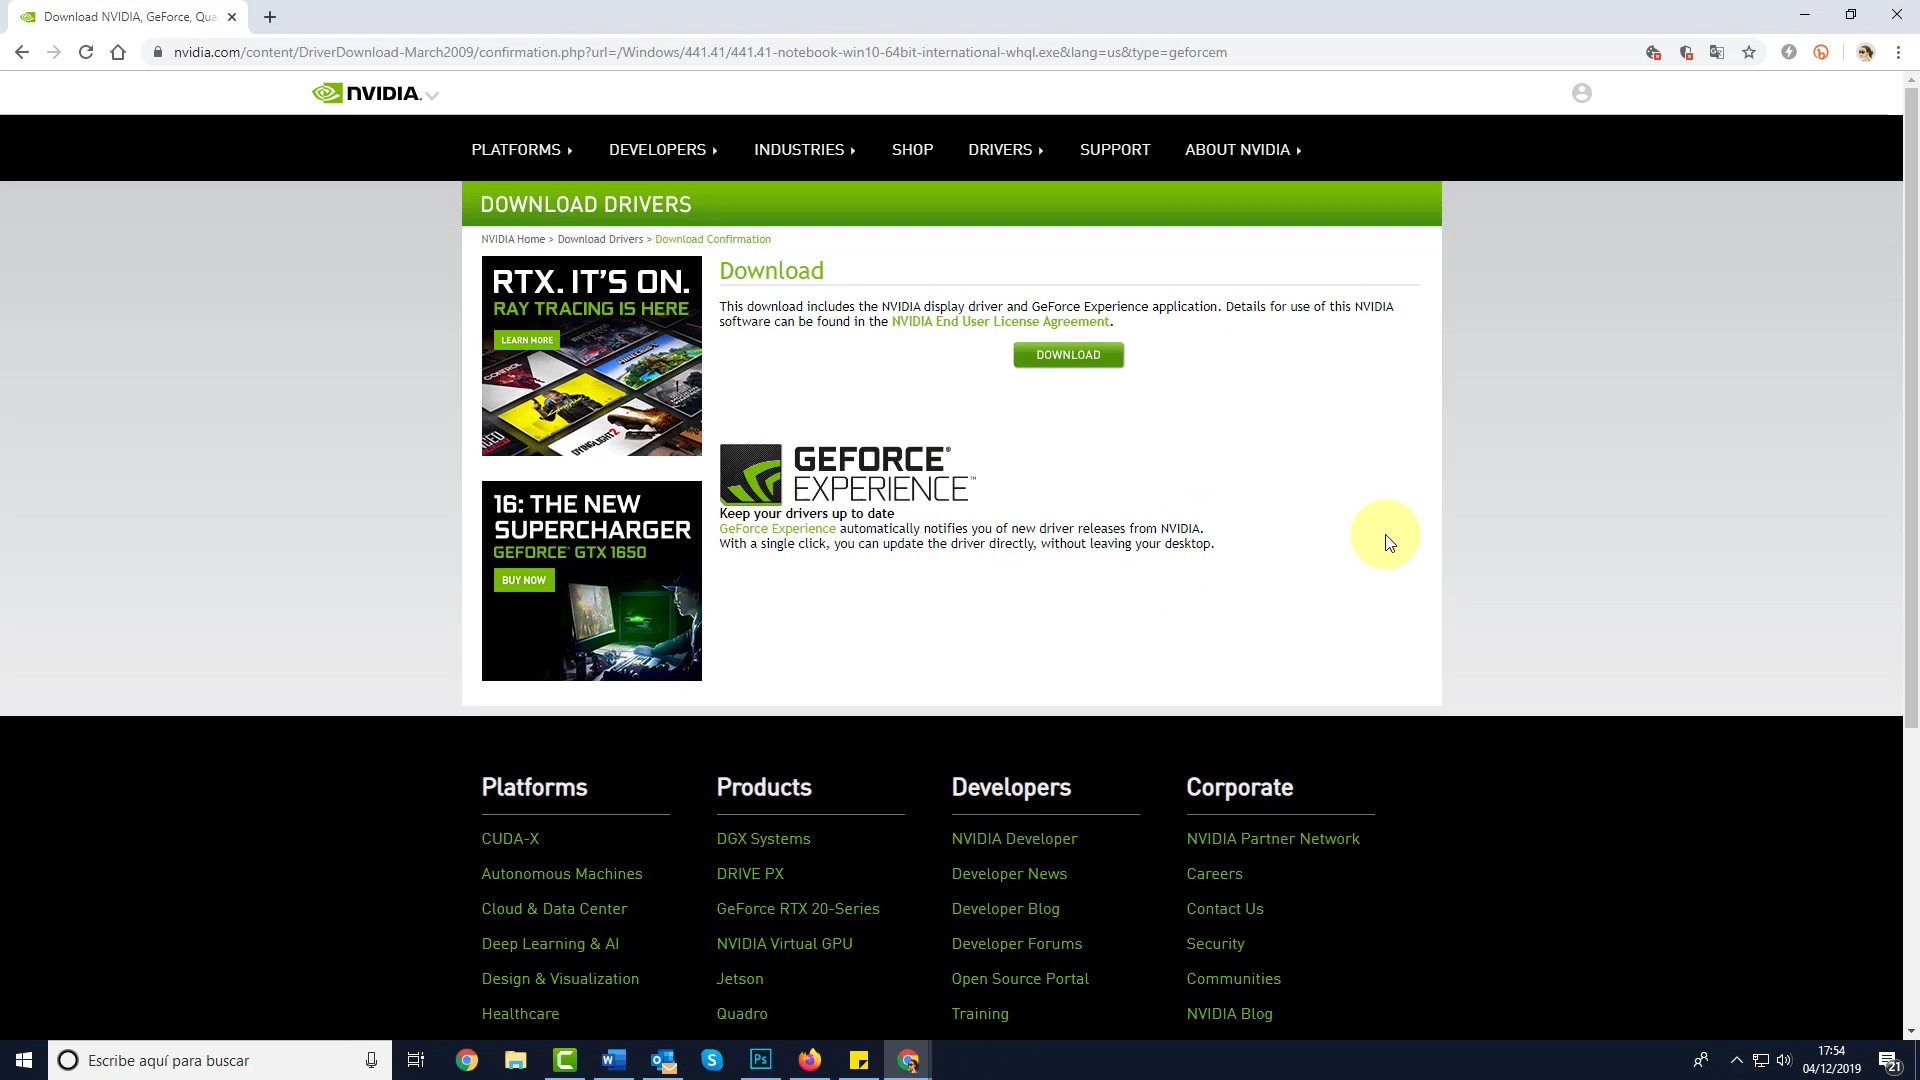 Download NVIDIA, GeForce, Qua
nvidia.com/content/DriverDownload-March2009/confirmation.php?url=/Windows/441.41/441.41-notebook-win10-64bit-international-whql.exe&lang=us&type=geforcem
NVIDIA.
PLATFORMS DEVELOPERS INDUSTRIES SHOP DRIVERS SUPPORT ABOUT NVIDIA
DOWNLOAD DRIVERS
NVIDIA Home > Download Drivers > Download Confirmation
RTX. IT'S ON.
RAY TRACING IS HERE
LEARN MORE
CONTROL
MINECRAFT
DYING LIGHT 2
Download
This download includes the NVIDIA display driver and GeForce Experience application. Details for use of this NVIDIA
software can be found in the NVIDIA End User License Agreement.
DOWNLOAD
GEFORCE®
EXPERIENCE™
Keep your drivers up to date
GeForce Experience automatically notifies you of new driver releases from NVIDIA.
With a single click, you can update the driver directly, without leaving your desktop.
16: THE NEW
SUPERCHARGER
GEFORCE® GTX 1650
BUY NOW
Platforms
CUDA-X
Autonomous Machines
Cloud & Data Center
Deep Learning & AI
Design & Visualization
Healthcare
Products
DGX Systems
DRIVE PX
GeForce RTX 20-Series
NVIDIA Virtual GPU
Jetson
Quadro
Developers
NVIDIA Developer
Developer News
Developer Blog
Developer Forums
Open Source Portal
Training
Corporate
NVIDIA Partner Network
Careers
Contact Us
Security
Communities
NVIDIA Blog
Escribe aquí para buscar
Ps
17:54
04/12/2019
21